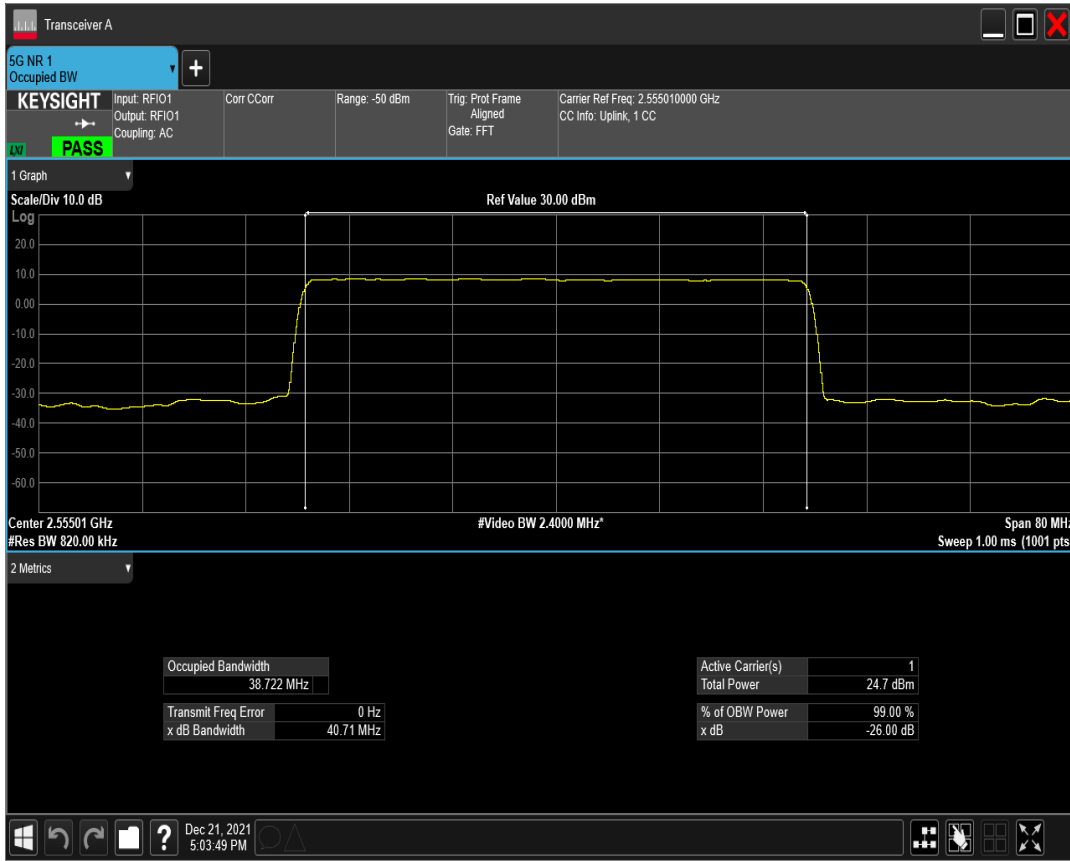 Transceiver A
5G NR 1
Occupied BW
KEYSIGHT
LXI
PASS
Input: RFIO1
Output: RFIO1
Coupling: AC
Corr CCorr
Range: -50 dBm
Trig: Prot Frame
Aligned
Gate: FFT
Carrier Ref Freq: 2.555010000 GHz
CC Info: Uplink, 1 CC
1 Graph
Scale/Div 10.0 dB
Ref Value 30.00 dBm
Log
20.0
10.0
0.00
-10.0
-20.0
-30.0
-40.0
-50.0
-60.0
Center 2.55501 GHz
#Video BW 2.4000 MHz*
Span 80 MHz
#Res BW 820.00 kHz
Sweep 1.00 ms (1001 pts
2 Metrics
Occupied Bandwidth
38.722 MHz
Transmit Freq Error 0 Hz
x dB Bandwidth 40.71 MHz
Active Carrier(s) 1
Total Power 24.7 dBm
% of OBW Power 99.00 %
x dB -26.00 dB
?
Dec 21, 2021
5:03:49 PM